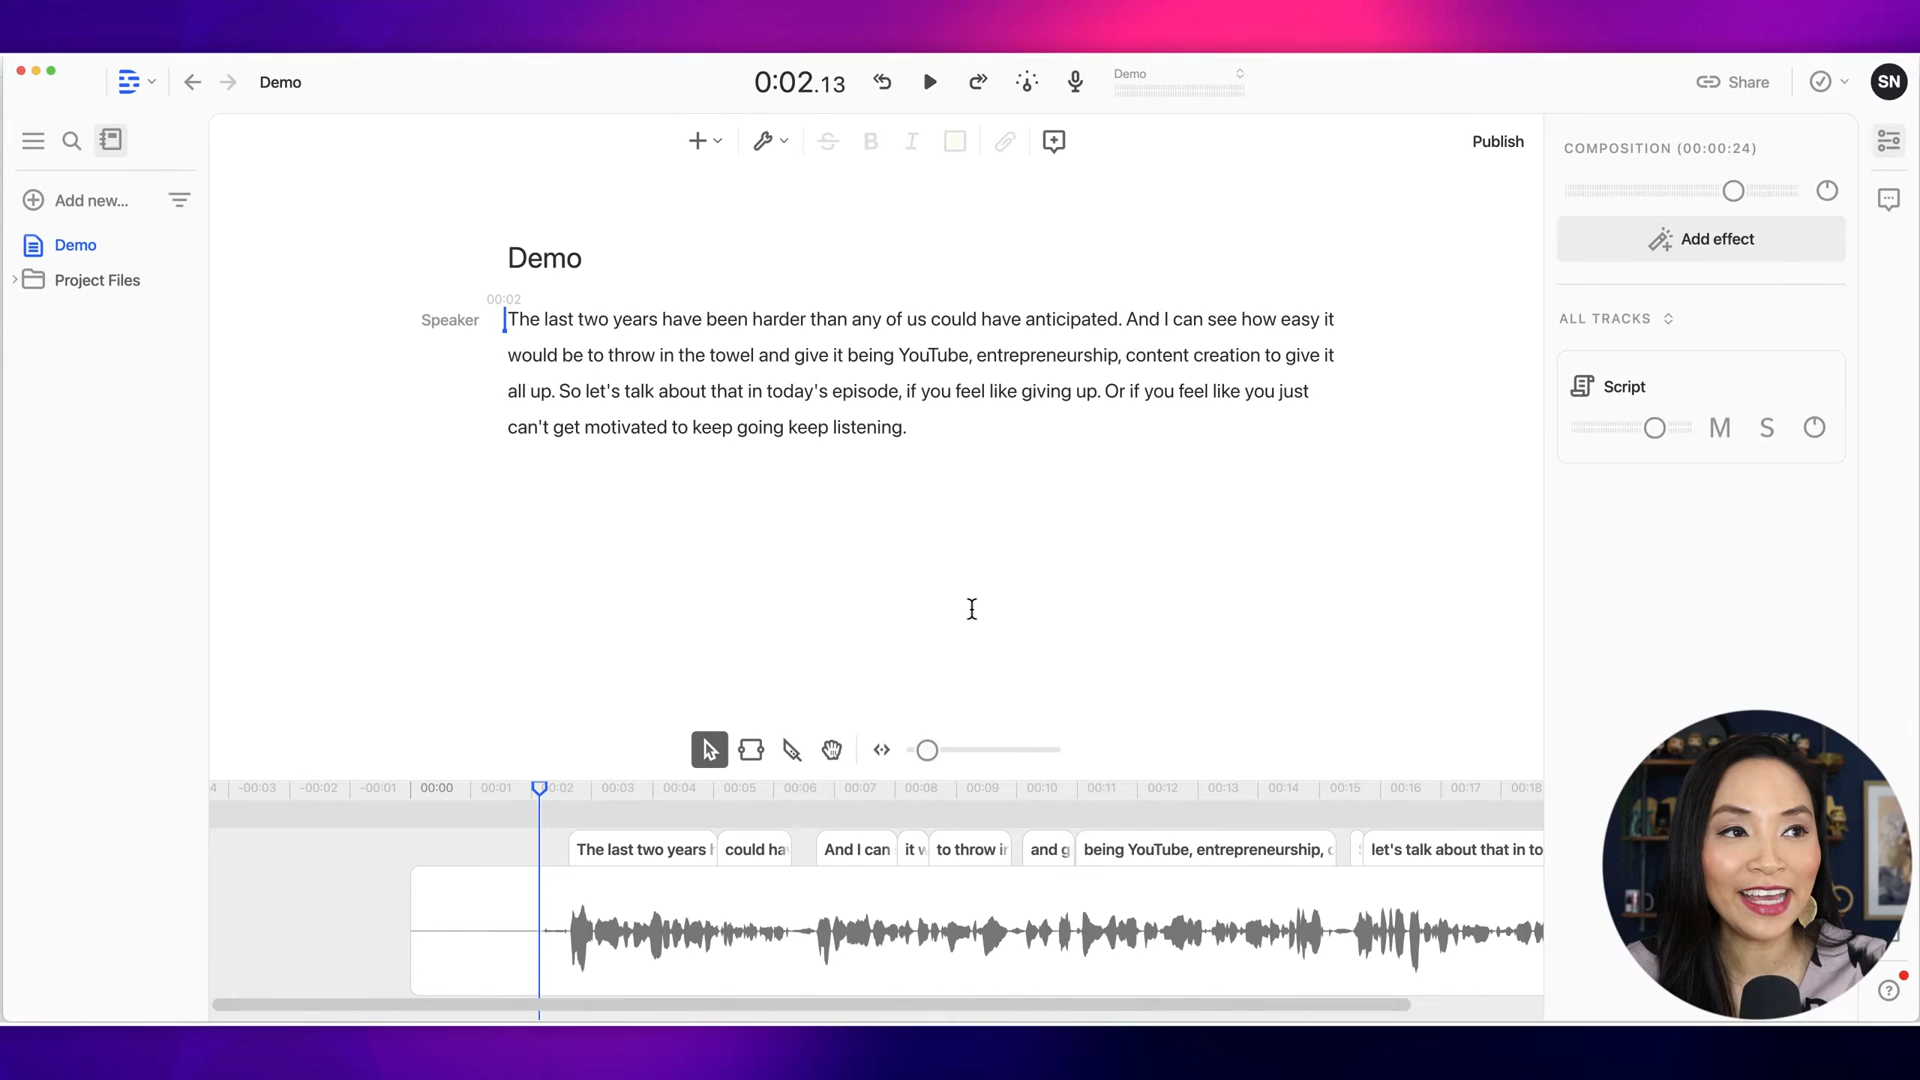 Demo
0:02.13
Demo
Share
SN
Publish
COMPOSITION (00:00:24)
Add new...
Add effect
Demo
Project Files
Demo
00:02
Speaker
The last two years have been harder than any of us could have anticipated. And I can see how easy it
would be to throw in the towel and give it being YouTube, entrepreneurship, content creation to give it
all up. So let's talk about that in today's episode, if you feel like giving up. Or if you feel like you just
can't get motivated to keep going keep listening.
ALL TRACKS
Script
M S
4 -00:03 -00:02 -00:01 00:00 00:01 00:02 00:03 00:04 00:05 00:06 00:07 00:08 00:09 00:10 00:11 00:12 00:13 00:14 00:15 00:16 00:17 00:18
The last two years h could ha And I can it w to throw in and g being YouTube, entrepreneurship, c let's talk about that in to
?